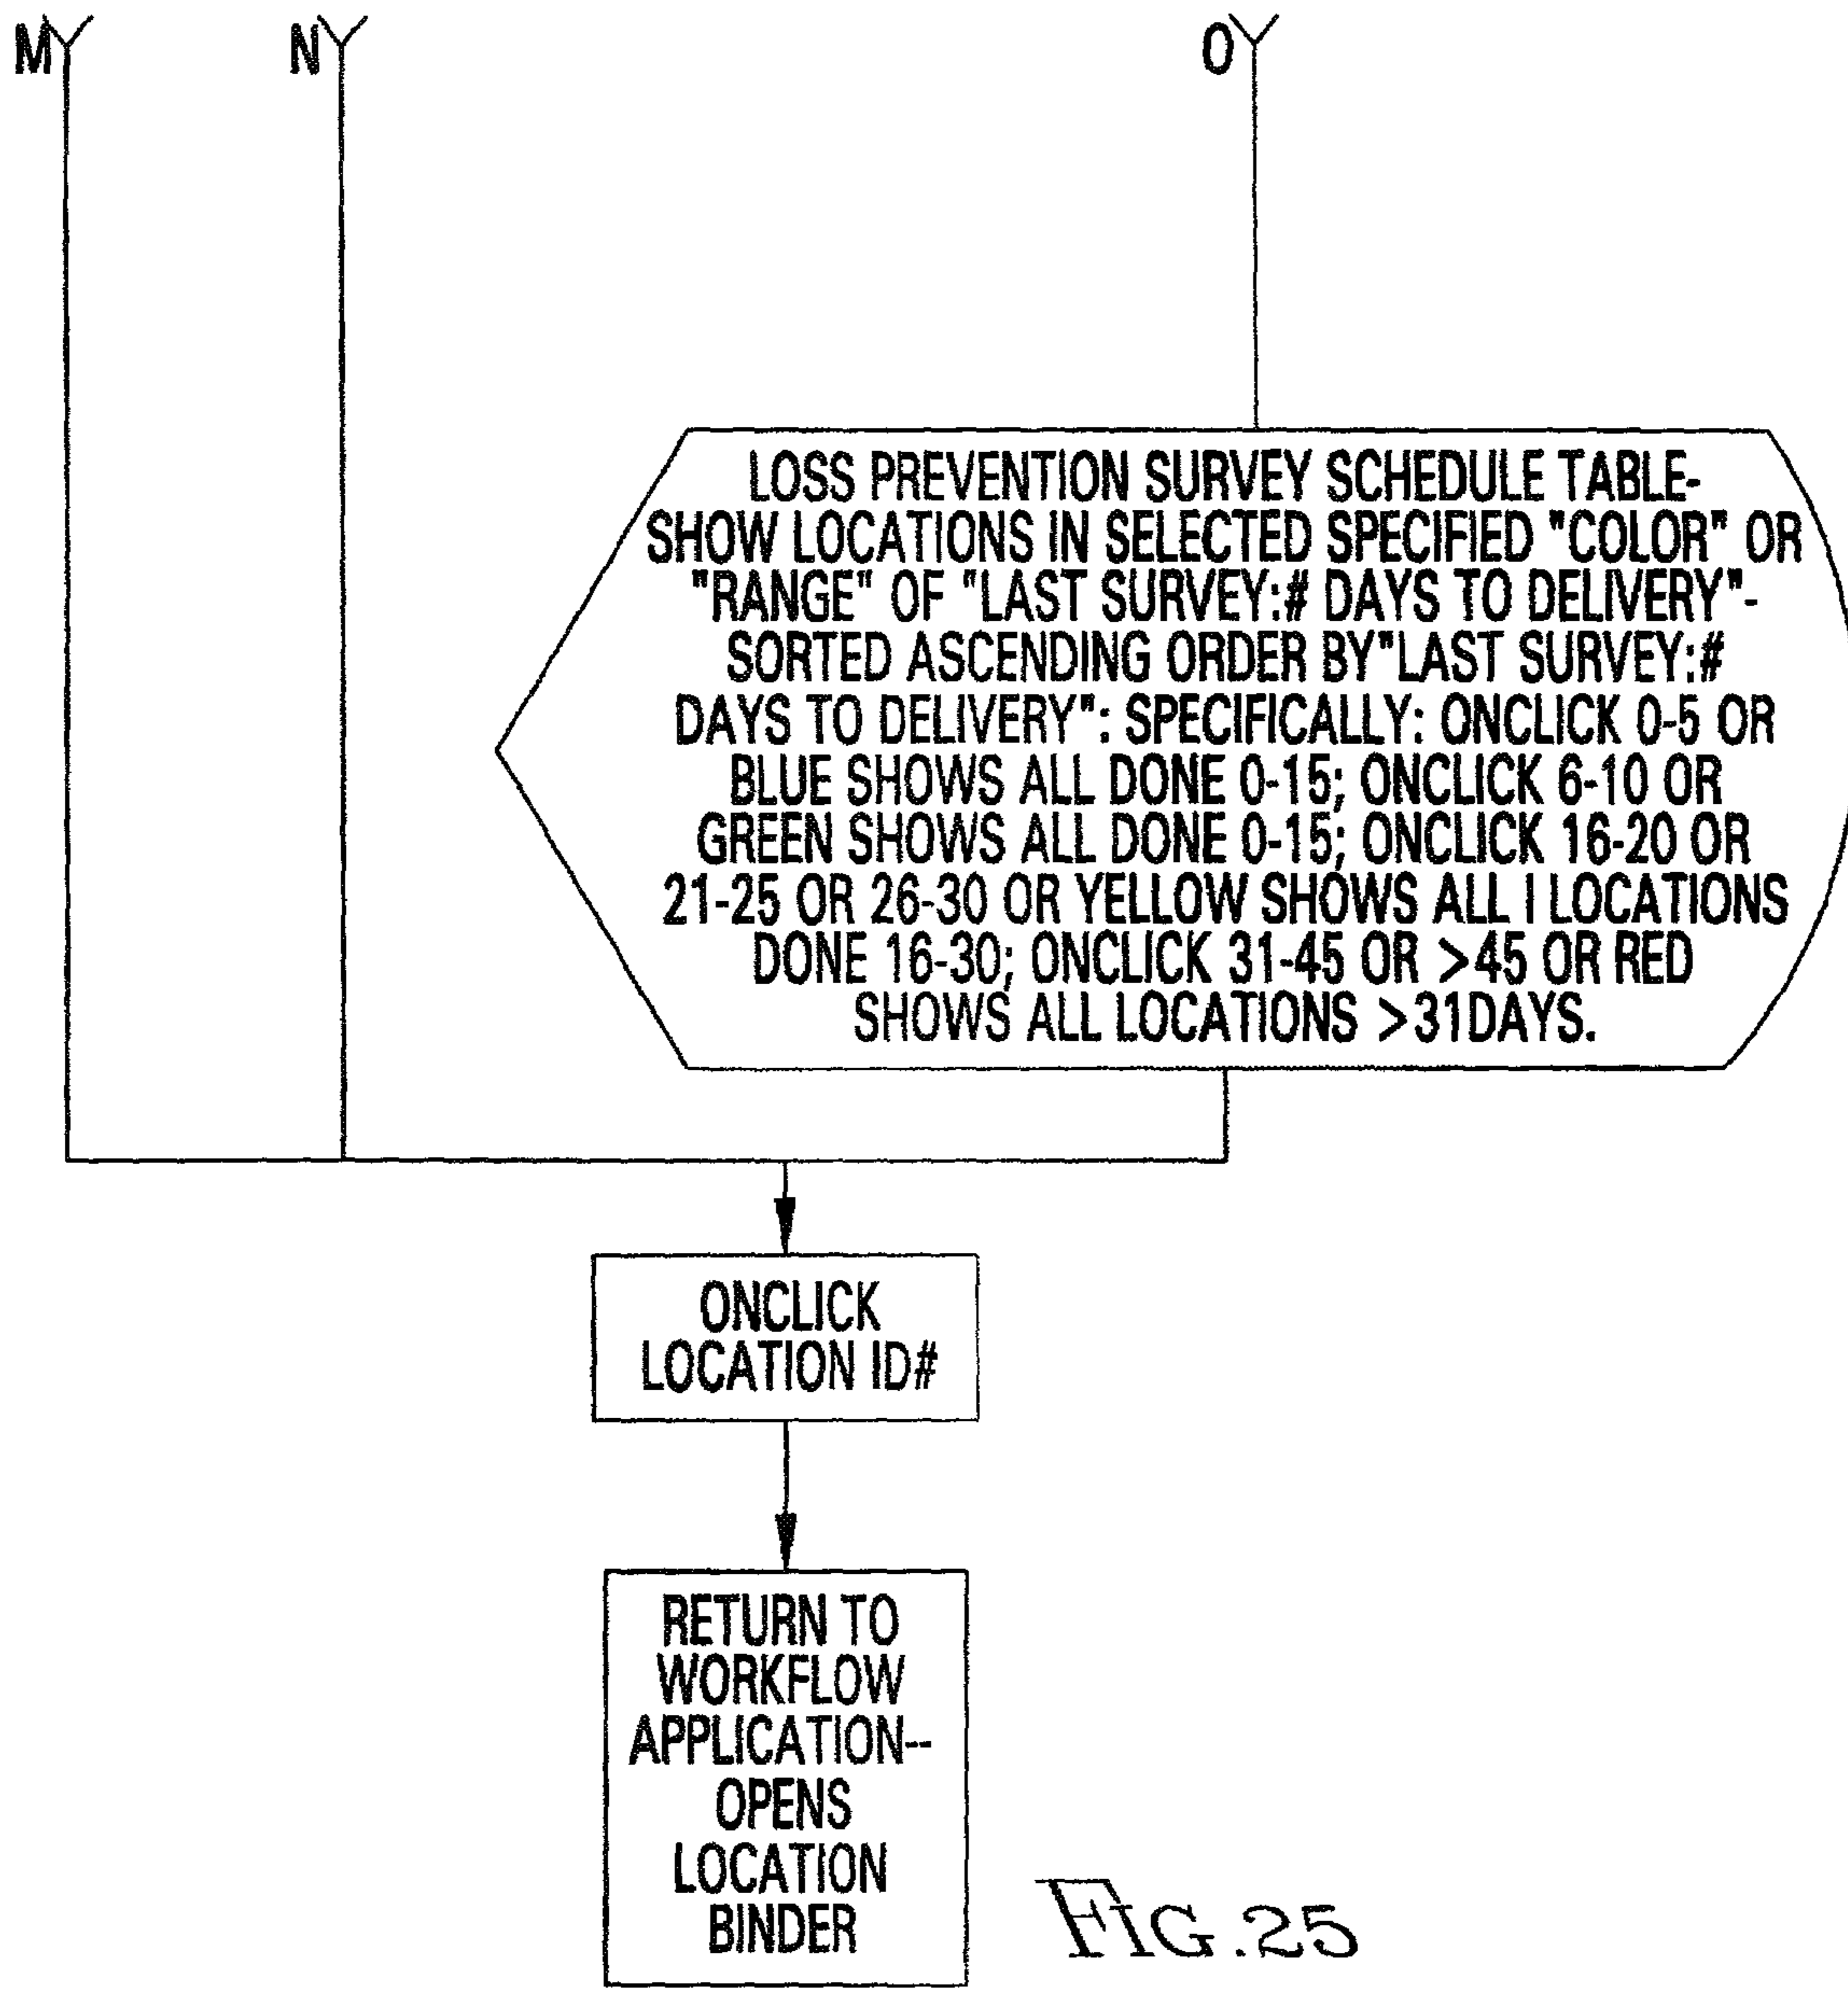 M
N
O
LOSS PREVENTION SURVEY SCHEDULE TABLE-
SHOW LOCATIONS IN SELECTED SPECIFIED "COLOR" OR
"RANGE" OF "LAST SURVEY:# DAYS TO DELIVERY"-
SORTED ASCENDING ORDER BY"LAST SURVEY:#
DAYS TO DELIVERY": SPECIFICALLY: ONCLICK 0-5 OR
BLUE SHOWS ALL DONE 0-15; ONCLICK 6-10 OR
GREEN SHOWS ALL DONE 0-15; ONCLICK 16-20 OR
21-25 OR 26-30 OR YELLOW SHOWS ALL I LOCATIONS
DONE 16-30; ONCLICK 31-45 OR >45 OR RED
SHOWS ALL LOCATIONS >31DAYS.
ONCLICK
LOCATION ID#
RETURN TO
WORKFLOW
APPLICATION--
OPENS
LOCATION
BINDER
FIG.25